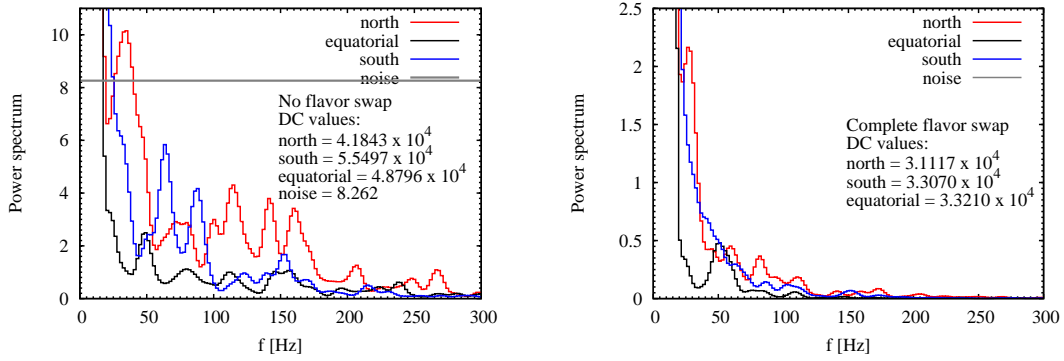 10
8
6
4
2
0
0
50
100
150
200
250
300
Power spectrum
f [Hz]
north
equatorial
south
noise
No flavor swap
DC values:
north = 4.1843 x 10^4
south = 5.5497 x 10^4
equatorial = 4.8796 x 10^4
noise = 8.262
2.5
2
1.5
1
0.5
0
0
50
100
150
200
250
300
Power spectrum
f [Hz]
north
equatorial
south
noise
Complete flavor swap
DC values:
north = 3.1117 x 10^4
south = 3.3070 x 10^4
equatorial = 3.3210 x 10^4